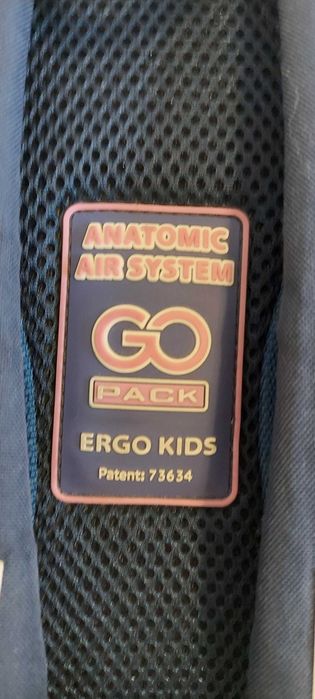 ANATOMIC
AIR SYSTEM
GO
PACK
ERGO KIDS
Patent: 73634